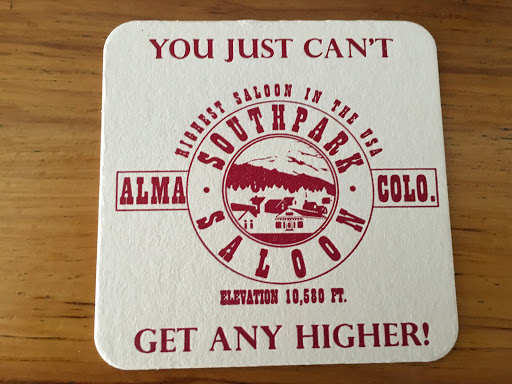 YOU JUST CAN'T
HIGHEST SALOON IN THE USA
SOUTHPARK
ALMA COLO.
SALOON
ELEVATION 10,580 FT.
GET ANY HIGHER!